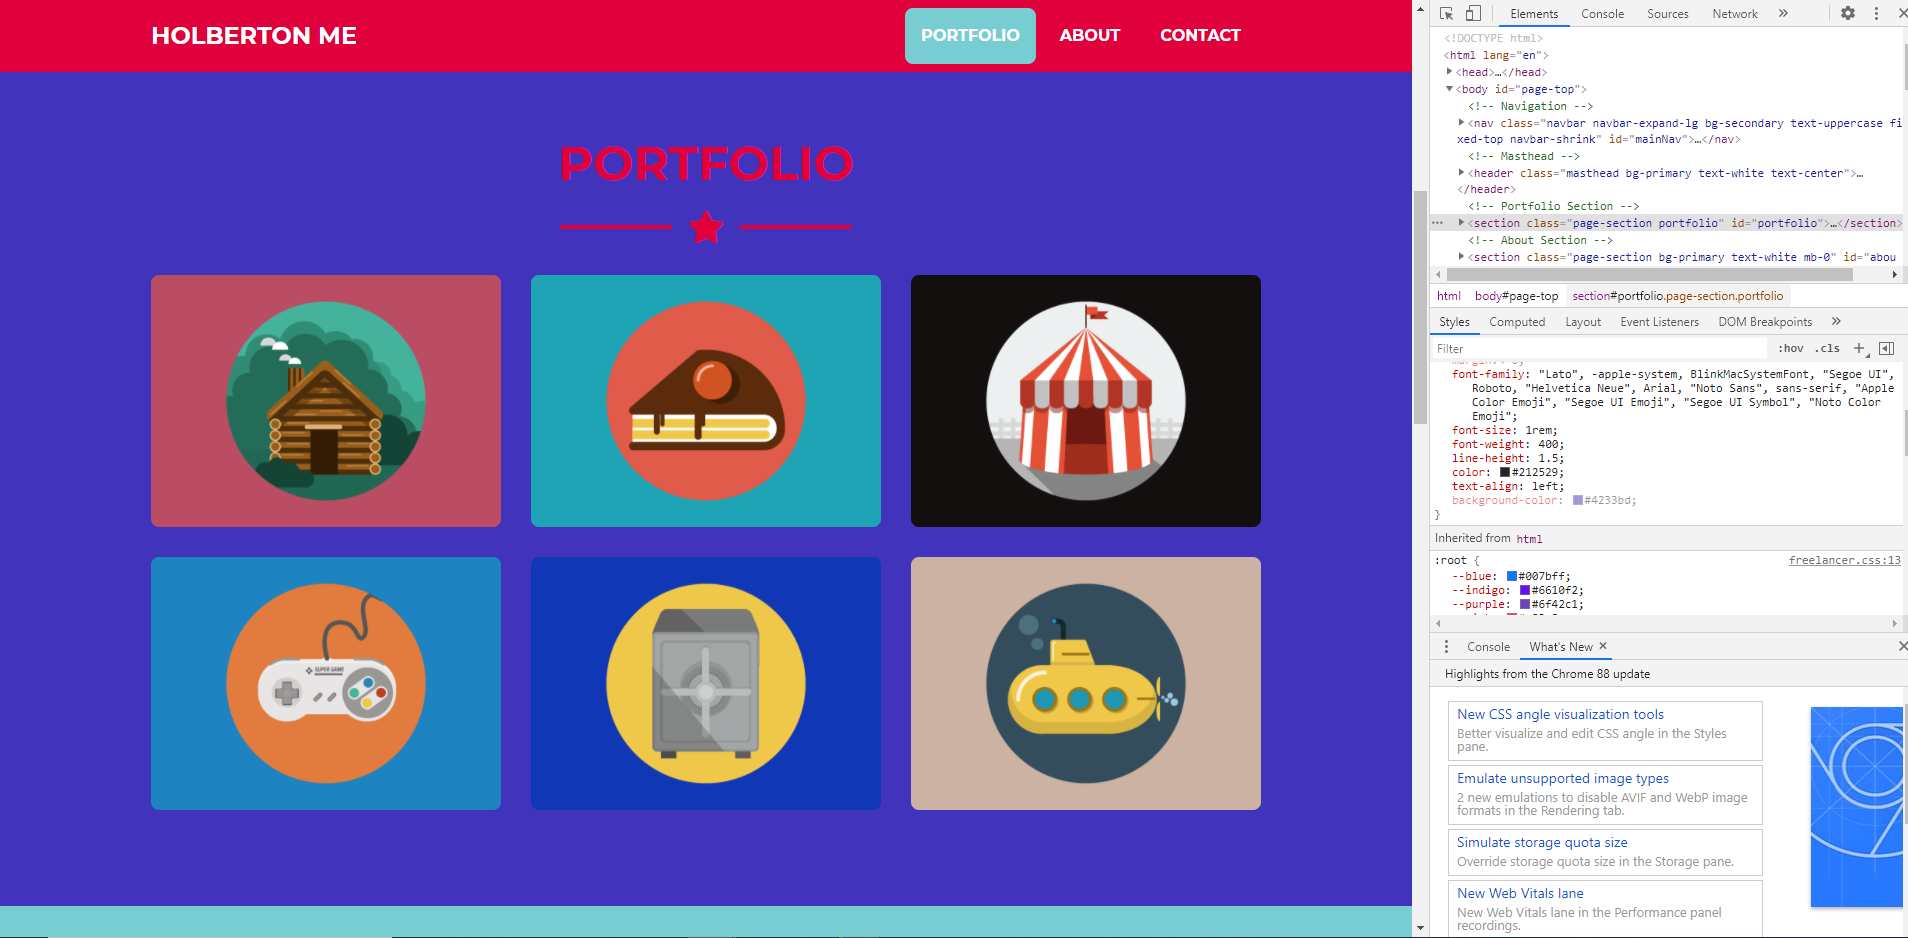 HOLBERTON ME
PORTFOLIO
ABOUT
CONTACT
PORTFOLIO
SUPER GAME
Elements
Console
Sources
Network
<!DOCTYPE html>
<html lang="en">
<head>…</head>
<body id="page-top">
<!-- Navigation -->
<nav class="navbar navbar-expand-lg bg-secondary text-uppercase fi
xed-top navbar-shrink" id="mainNav">…</nav>
<!-- Masthead -->
<header class="masthead bg-primary text-white text-center">…
</header>
<!-- Portfolio Section -->
<section class="page-section portfolio" id="portfolio">…</section>
<!-- About Section -->
<section class="page-section bg-primary text-white mb-0" id="abou
html
body#page-top
section#portfolio.page-section.portfolio
Styles
Computed
Layout
Event Listeners
DOM Breakpoints
Filter
:hov
.cls
font-family: "Lato", -apple-system, BlinkMacSystemFont, "Segoe UI",
Roboto, "Helvetica Neue", Arial, "Noto Sans", sans-serif, "Apple
Color Emoji", "Segoe UI Emoji", "Segoe UI Symbol", "Noto Color
Emoji";
font-size: 1rem;
font-weight: 400;
line-height: 1.5;
color: #212529;
text-align: left;
background-color: #4233bd;
}
Inherited from html
:root {
freelancer.css:13
--blue: #007bff;
--indigo: #6610f2;
--purple: #6f42c1;
Console
What's New
Highlights from the Chrome 88 update
New CSS angle visualization tools
Better visualize and edit CSS angle in the Styles
pane.
Emulate unsupported image types
2 new emulations to disable AVIF and WebP image
formats in the Rendering tab.
Simulate storage quota size
Override storage quota size in the Storage pane.
New Web Vitals lane
New Web Vitals lane in the Performance panel
recordings.